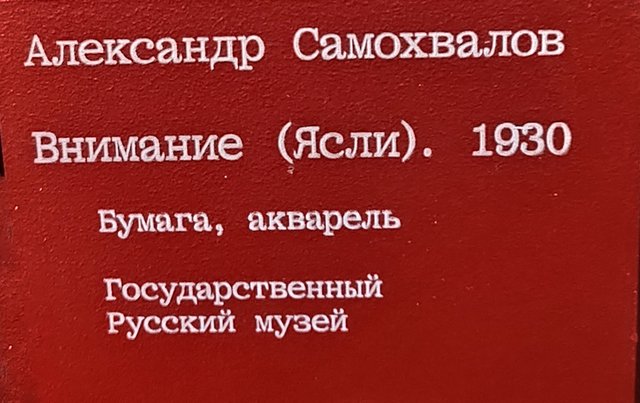 Александр Самохвалов
Внимание (Ясли). 1930
Бумага, акварель
Государственный
Русский музей